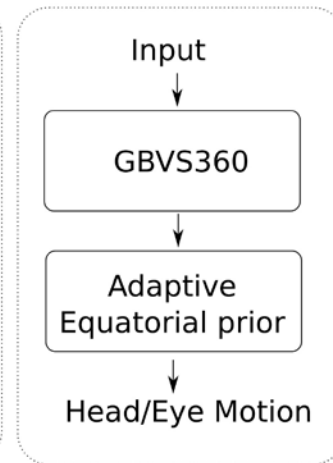 Input
GBVS360
Adaptive
Equatorial prior
Head/Eye Motion